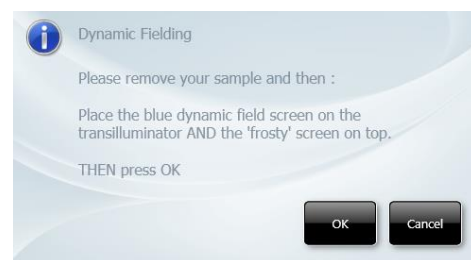 Dynamic Fielding
Please remove your sample and then :
Place the blue dynamic field screen on the
transilluminator AND the 'frosty' screen on top.
THEN press OK
OK
Cancel